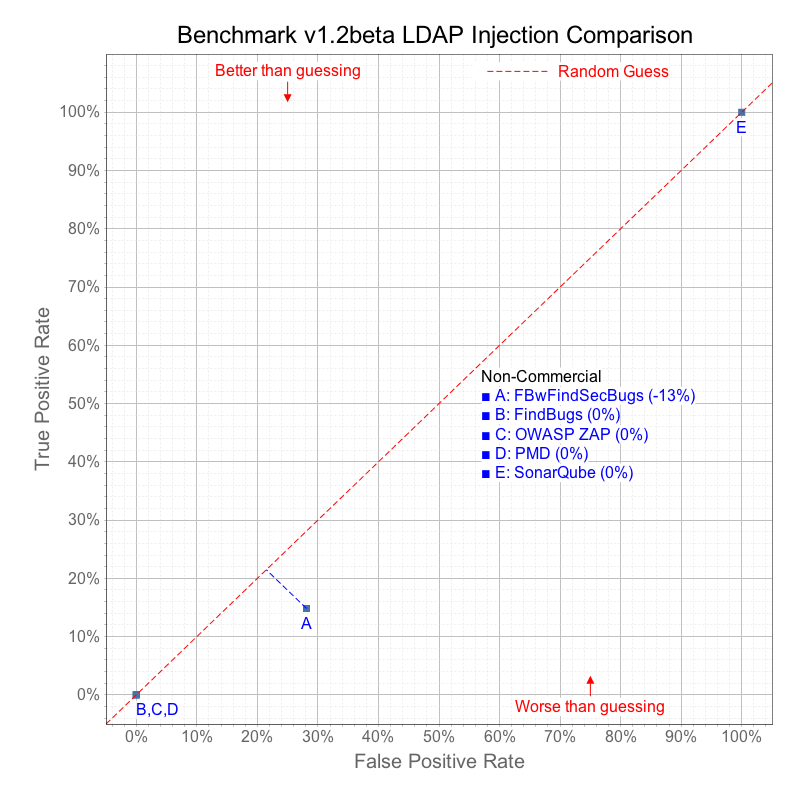 Benchmark v1.2beta LDAP Injection Comparison
Better than guessing
Random Guess
100%
E
90%
80%
70%
60%
50%
40%
30%
20%
10%
0%
True Positive Rate
Non-Commercial
A: FBwFindSecBugs (-13%)
B: FindBugs (0%)
C: OWASP ZAP (0%)
D: PMD (0%)
E: SonarQube (0%)
A
B,C,D
Worse than guessing
0% 10% 20% 30% 40% 50% 60% 70% 80% 90% 100%
False Positive Rate